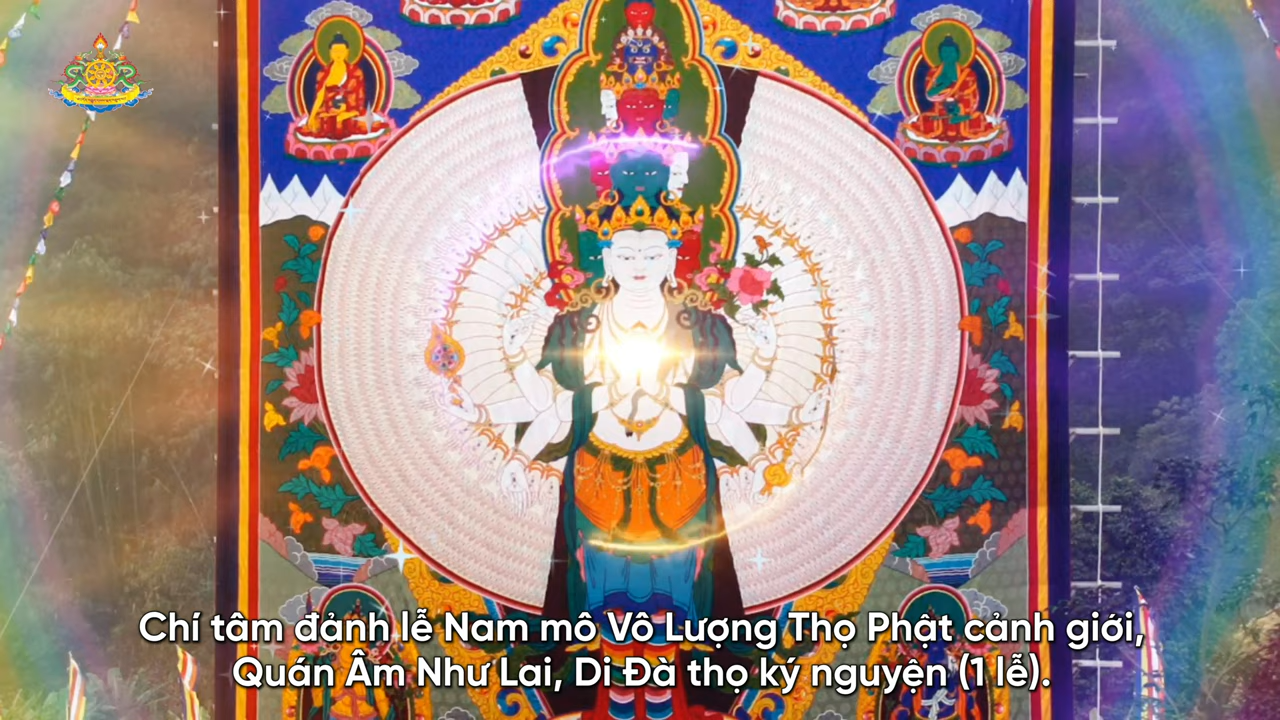 Chí tâm đảnh lễ Nam mô Vô Lượng Thọ Phật cảnh giới,
Quán Âm Như Lai, Di Đà thọ ký nguyện (1 lễ).